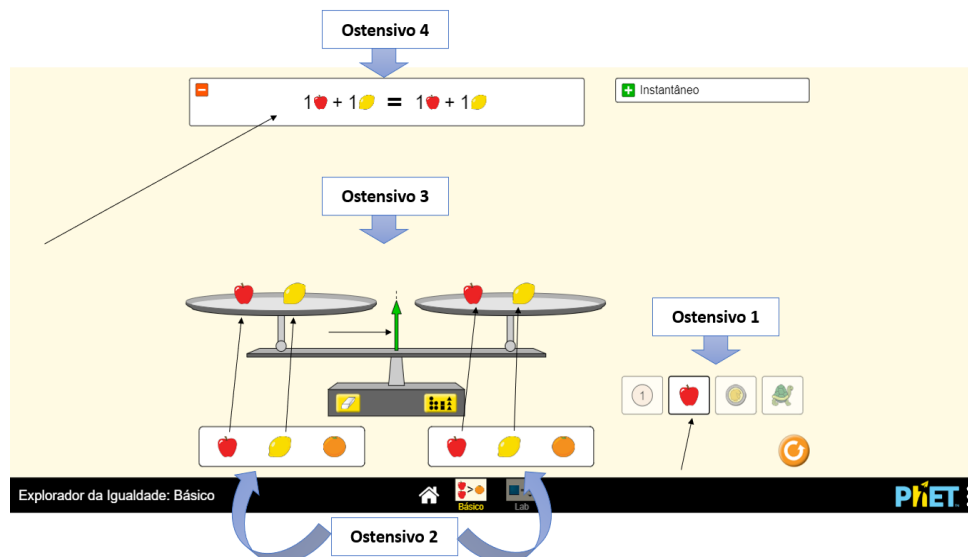 Ostensivo 4
1 + 1 = 1 + 1
Instantâneo
Ostensivo 3
Ostensivo 1
1
Explorador da Igualdade: Básico
Básico
Lab
PhET
Ostensivo 2